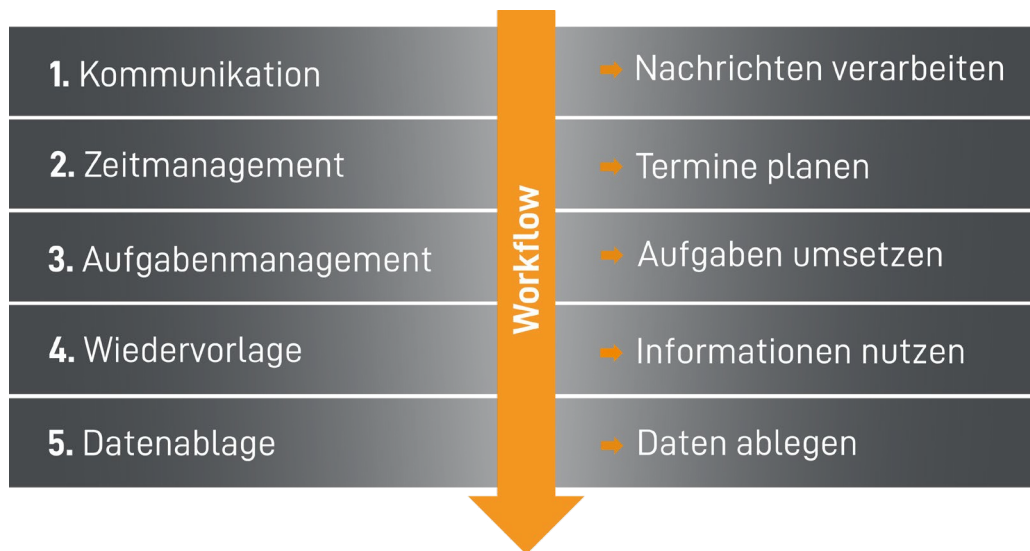 1. Kommunikation
Nachrichten verarbeiten
2. Zeitmanagement
Termine planen
3. Aufgabenmanagement
Aufgaben umsetzen
4. Wiedervorlage
Informationen nutzen
5. Datenablage
Daten ablegen
Workflow